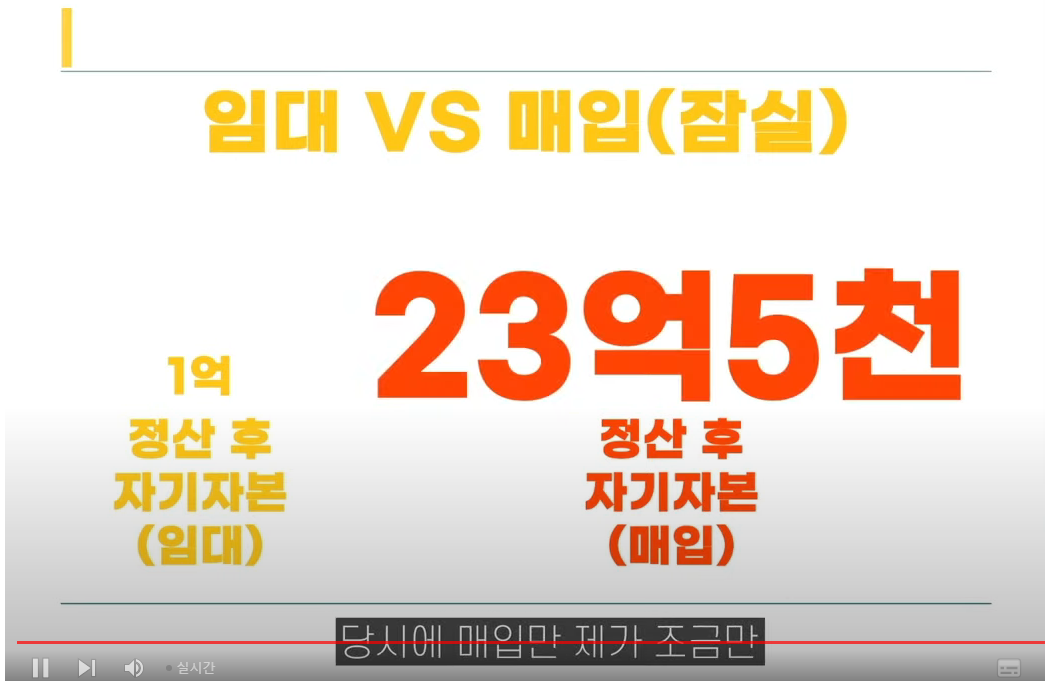 임대 VS 매입(잠실)
23억5천
1억
정산 후
자기자본
(임대)
정산 후
자기자본
(매입)
당시에 매입만 제가 조금만
실시간